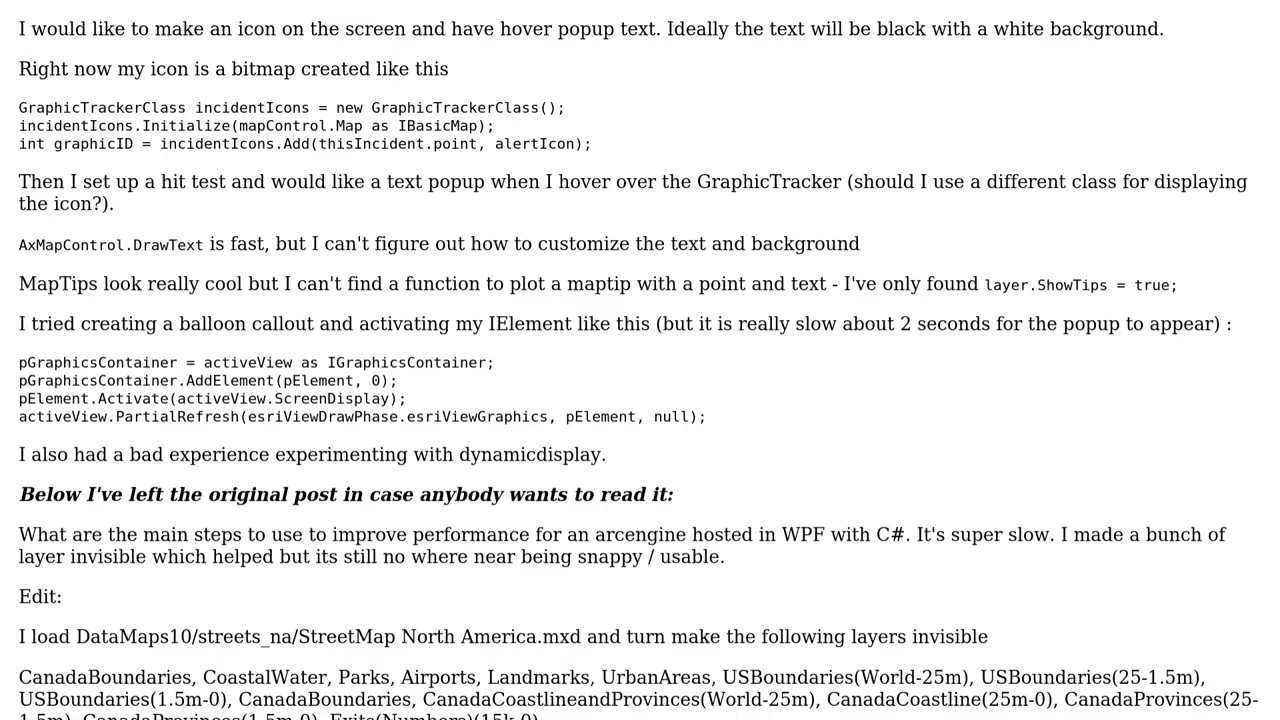 I would like to make an icon on the screen and have hover popup text. Ideally the text will be black with a white background.
Right now my icon is a bitmap created like this
GraphicTrackerClass incidentIcons = new GraphicTrackerClass();
incidentIcons.Initialize(mapControl.Map as IBasicMap);
int graphicID = incidentIcons.Add(thisIncident.point, alertIcon);
Then I set up a hit test and would like a text popup when I hover over the GraphicTracker (should I use a different class for displaying
the icon?).
AxMapControl.DrawText is fast, but I can't figure out how to customize the text and background
MapTips look really cool but I can't find a function to plot a maptip with a point and text - I've only found layer.ShowTips = true;
I tried creating a balloon callout and activating my IElement like this (but it is really slow about 2 seconds for the popup to appear) :
pGraphicsContainer = activeView as IGraphicsContainer;
pGraphicsContainer.AddElement(pElement, 0);
pElement.Activate(activeView.ScreenDisplay);
activeView.PartialRefresh(esriViewDrawPhase.esriViewGraphics, pElement, null);
I also had a bad experience experimenting with dynamicdisplay.
Below I've left the original post in case anybody wants to read it:
What are the main steps to use to improve performance for an arcengine hosted in WPF with C#. It's super slow. I made a bunch of
layer invisible which helped but its still no where near being snappy / usable.
Edit:
I load DataMaps10/streets_na/StreetMap North America.mxd and turn make the following layers invisible
CanadaBoundaries, CoastalWater, Parks, Airports, Landmarks, UrbanAreas, USBoundaries(World-25m), USBoundaries(25-1.5m),
USBoundaries(1.5m-0), CanadaBoundaries, CanadaCoastlineandProvinces(World-25m), CanadaCoastline(25m-0), CanadaProvinces(25-
1.5m), CanadaProvinces(1.5m-0), Exits(Numbers)(15k-0)